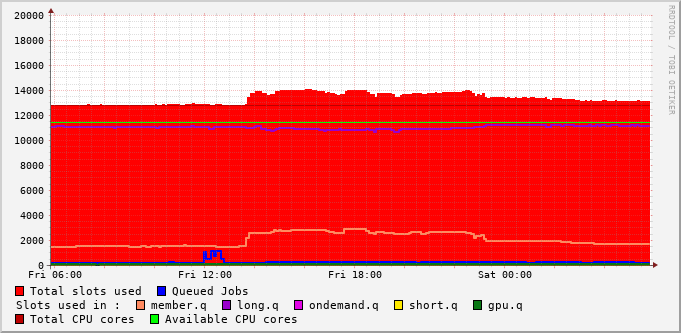 20000
18000
16000
14000
12000
10000
8000
6000
4000
2000
0
Fri 06:00 Fri 12:00 Fri 18:00 Sat 00:00
Total slots used Queued Jobs
Slots used in : member.q long.q ondemand.q short.q gpu.q
Total CPU cores Available CPU cores
RRDTOOL / TOBI OETIKER